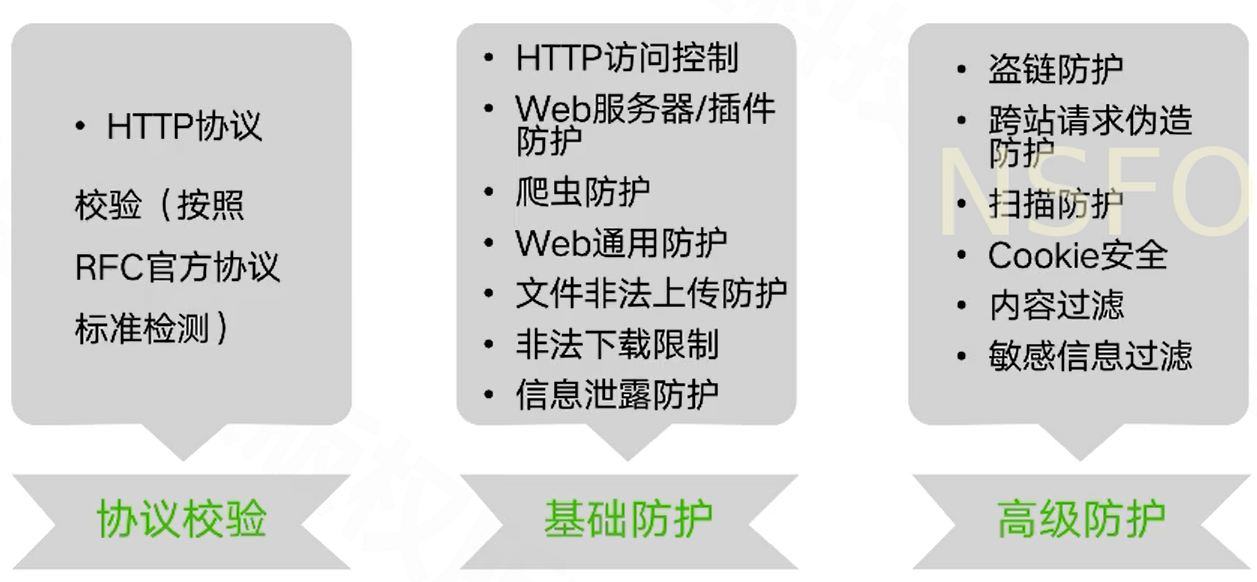 • HTTP协议
校验（按照
RFC官方协议
标准检测）
协议校验
• HTTP访问控制
• Web服务器/插件
防护
• 爬虫防护
• Web通用防护
• 文件非法上传防护
• 非法下载限制
• 信息泄露防护
基础防护
• 盗链防护
• 跨站请求伪造
防护
• 扫描防护
• Cookie安全
• 内容过滤
• 敏感信息过滤
高级防护
NSFO